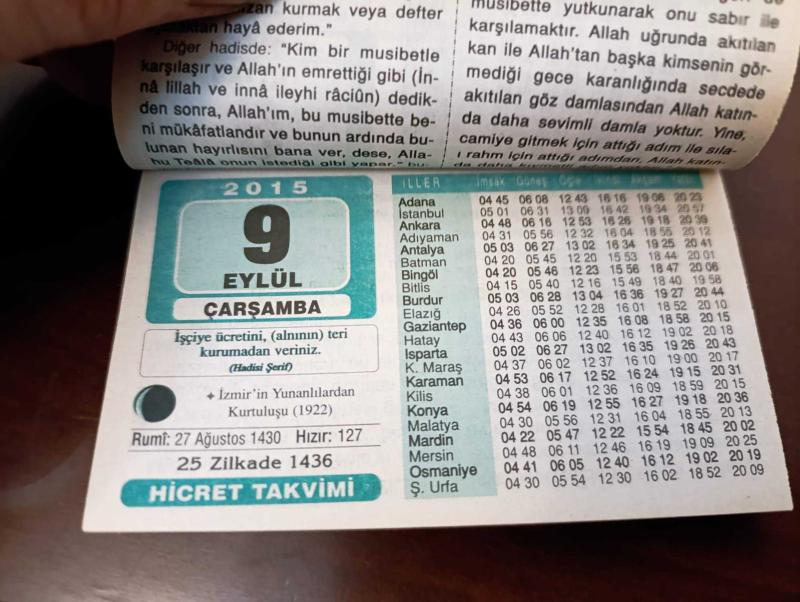 kurmak veya defter
hayâ ederim."
Diğer hadisde: "Kim bir musibetle
karşılaşır ve Allah'ın emrettiği gibi (İn-
nâ lillah ve innâ ileyhi râciûn) dedik-
den sonra, Allah'ım, bu musibette be-
ni mükâfatlandır ve bunun ardında bu-
lunan hayırlısını bana ver, dese, Alla-
hu Teâlâ onun istediği gibi yapar."
musibette yutkunarak onu sabır ile
karşılamaktır. Allah uğrunda akıtılan
kan ile Allah'tan başka kimsenin gör-
mediği gece karanlığında secdede
akıtılan göz damlasından Allah katın-
da daha sevimli damla yoktur. Yine,
camiye gitmek için attığı adım ile sıla-
ı rahm için attığı adımdan, Allah katın-
2015
9
EYLÜL
ÇARŞAMBA
İşçiye ücretini, (alnının) teri
kurumadan veriniz.
(Hadisi Şerif)
İzmir'in Yunanlılardan
Kurtuluşu (1922)
Rumî: 27 Ağustos 1430 Hızır: 127
25 Zilkade 1436
HİCRET TAKVİMİ
İLLER İmsak Güneş Öğle İkindi Akşam Yatsı
Adana 04 45 06 08 12 43 16 16 19 06 20 23
İstanbul 05 01 06 31 13 09 16 42 19 34 20 57
Ankara 04 48 06 16 12 53 16 26 19 18 20 39
Adıyaman 04 31 05 56 12 32 16 04 18 55 20 12
Antalya 05 03 06 27 13 02 16 34 19 25 20 41
Batman 04 20 05 45 12 20 15 53 18 44 20 01
Bingöl 04 20 05 46 12 23 15 56 18 47 20 06
Bitlis 04 15 05 40 12 16 15 49 18 40 19 58
Burdur 05 03 06 28 13 04 16 36 19 27 20 44
Elazığ 04 26 05 52 12 28 16 01 18 52 20 10
Gaziantep 04 36 06 00 12 35 16 08 18 58 20 15
Hatay 04 43 06 06 12 40 16 12 19 02 20 18
Isparta 05 02 06 27 13 02 16 35 19 26 20 43
K. Maraş 04 37 06 02 12 37 16 10 19 00 20 17
Karaman 04 53 06 17 12 52 16 24 19 15 20 31
Kilis 04 38 06 01 12 36 16 09 18 59 20 15
Konya 04 54 06 19 12 55 16 27 19 18 20 36
Malatya 04 30 05 56 12 31 16 04 18 55 20 13
Mardin 04 22 05 47 12 22 15 54 18 45 20 02
Mersin 04 48 06 11 12 46 16 19 19 09 20 25
Osmaniye 04 41 06 05 12 40 16 12 19 02 20 19
Ş. Urfa 04 30 05 54 12 30 16 02 18 52 20 09